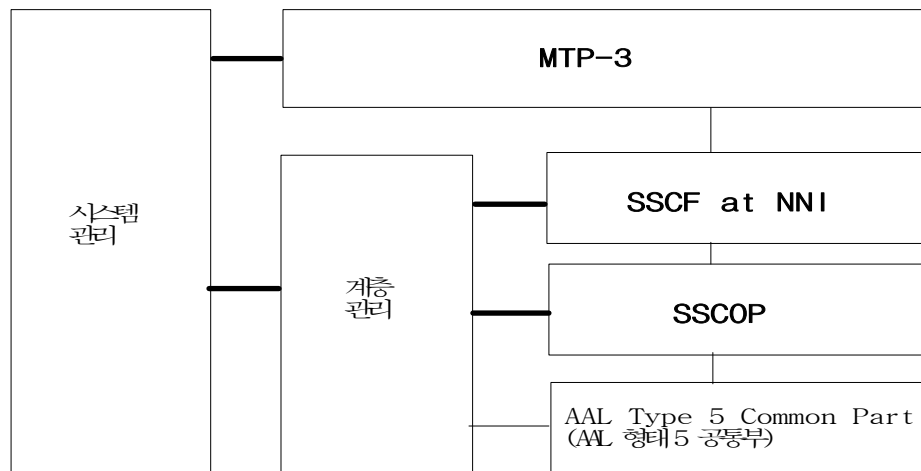 MTP-3
시스템
관리
SSCF at NNI
계층
관리
SSCOP
AAL Type 5 Common Part
(AAL 형태 5 공통부)